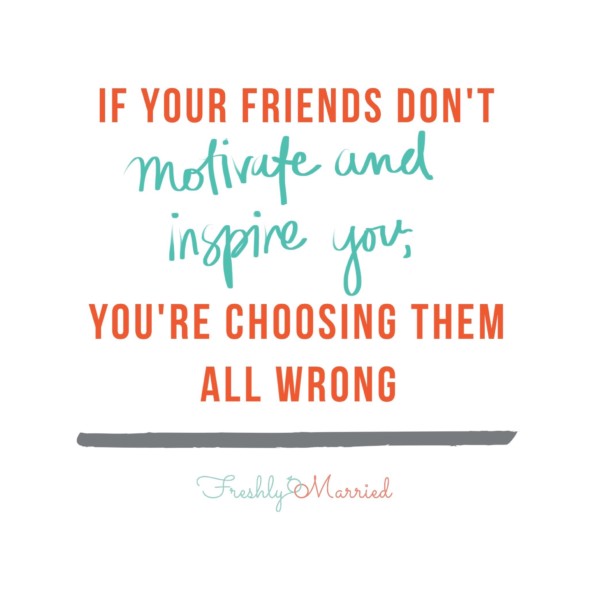 IF YOUR FRIENDS DON'T
motivate and
inspire you,
YOU'RE CHOOSING THEM
ALL WRONG
Freshly Married